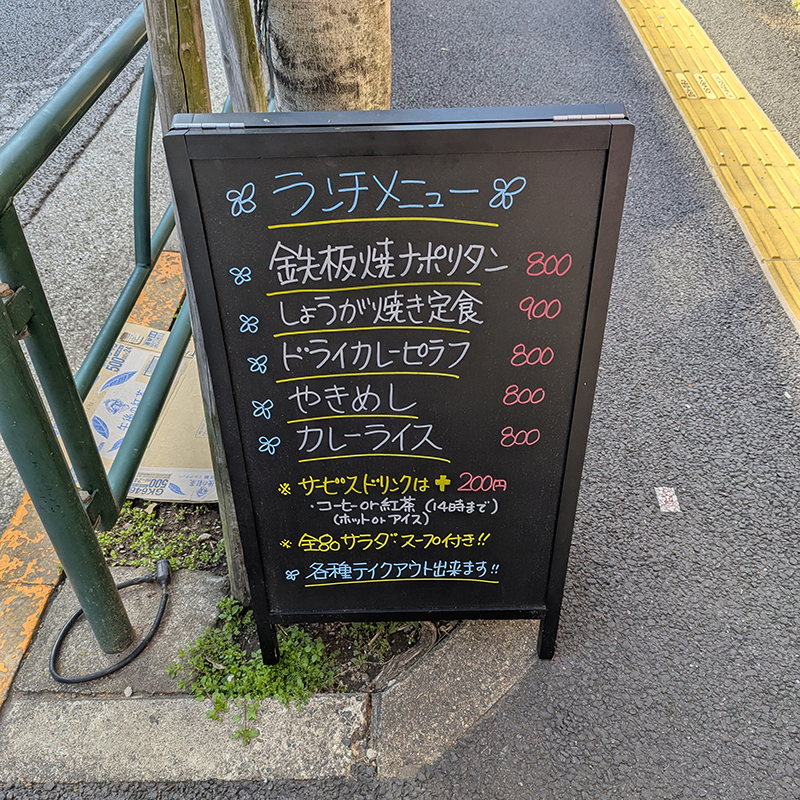 ランチメニュー
鉄板焼ナポリタン 800
しょうが焼き定食 900
ドライカレーピラフ 800
やきめし 800
カレーライス 800
※ サービスドリンクは + 200円
・コーヒー or 紅茶 (14時まで)
(ホット or アイス)
※ 全品サラダ スープ付き!!
各種テイクアウト出来ます!!